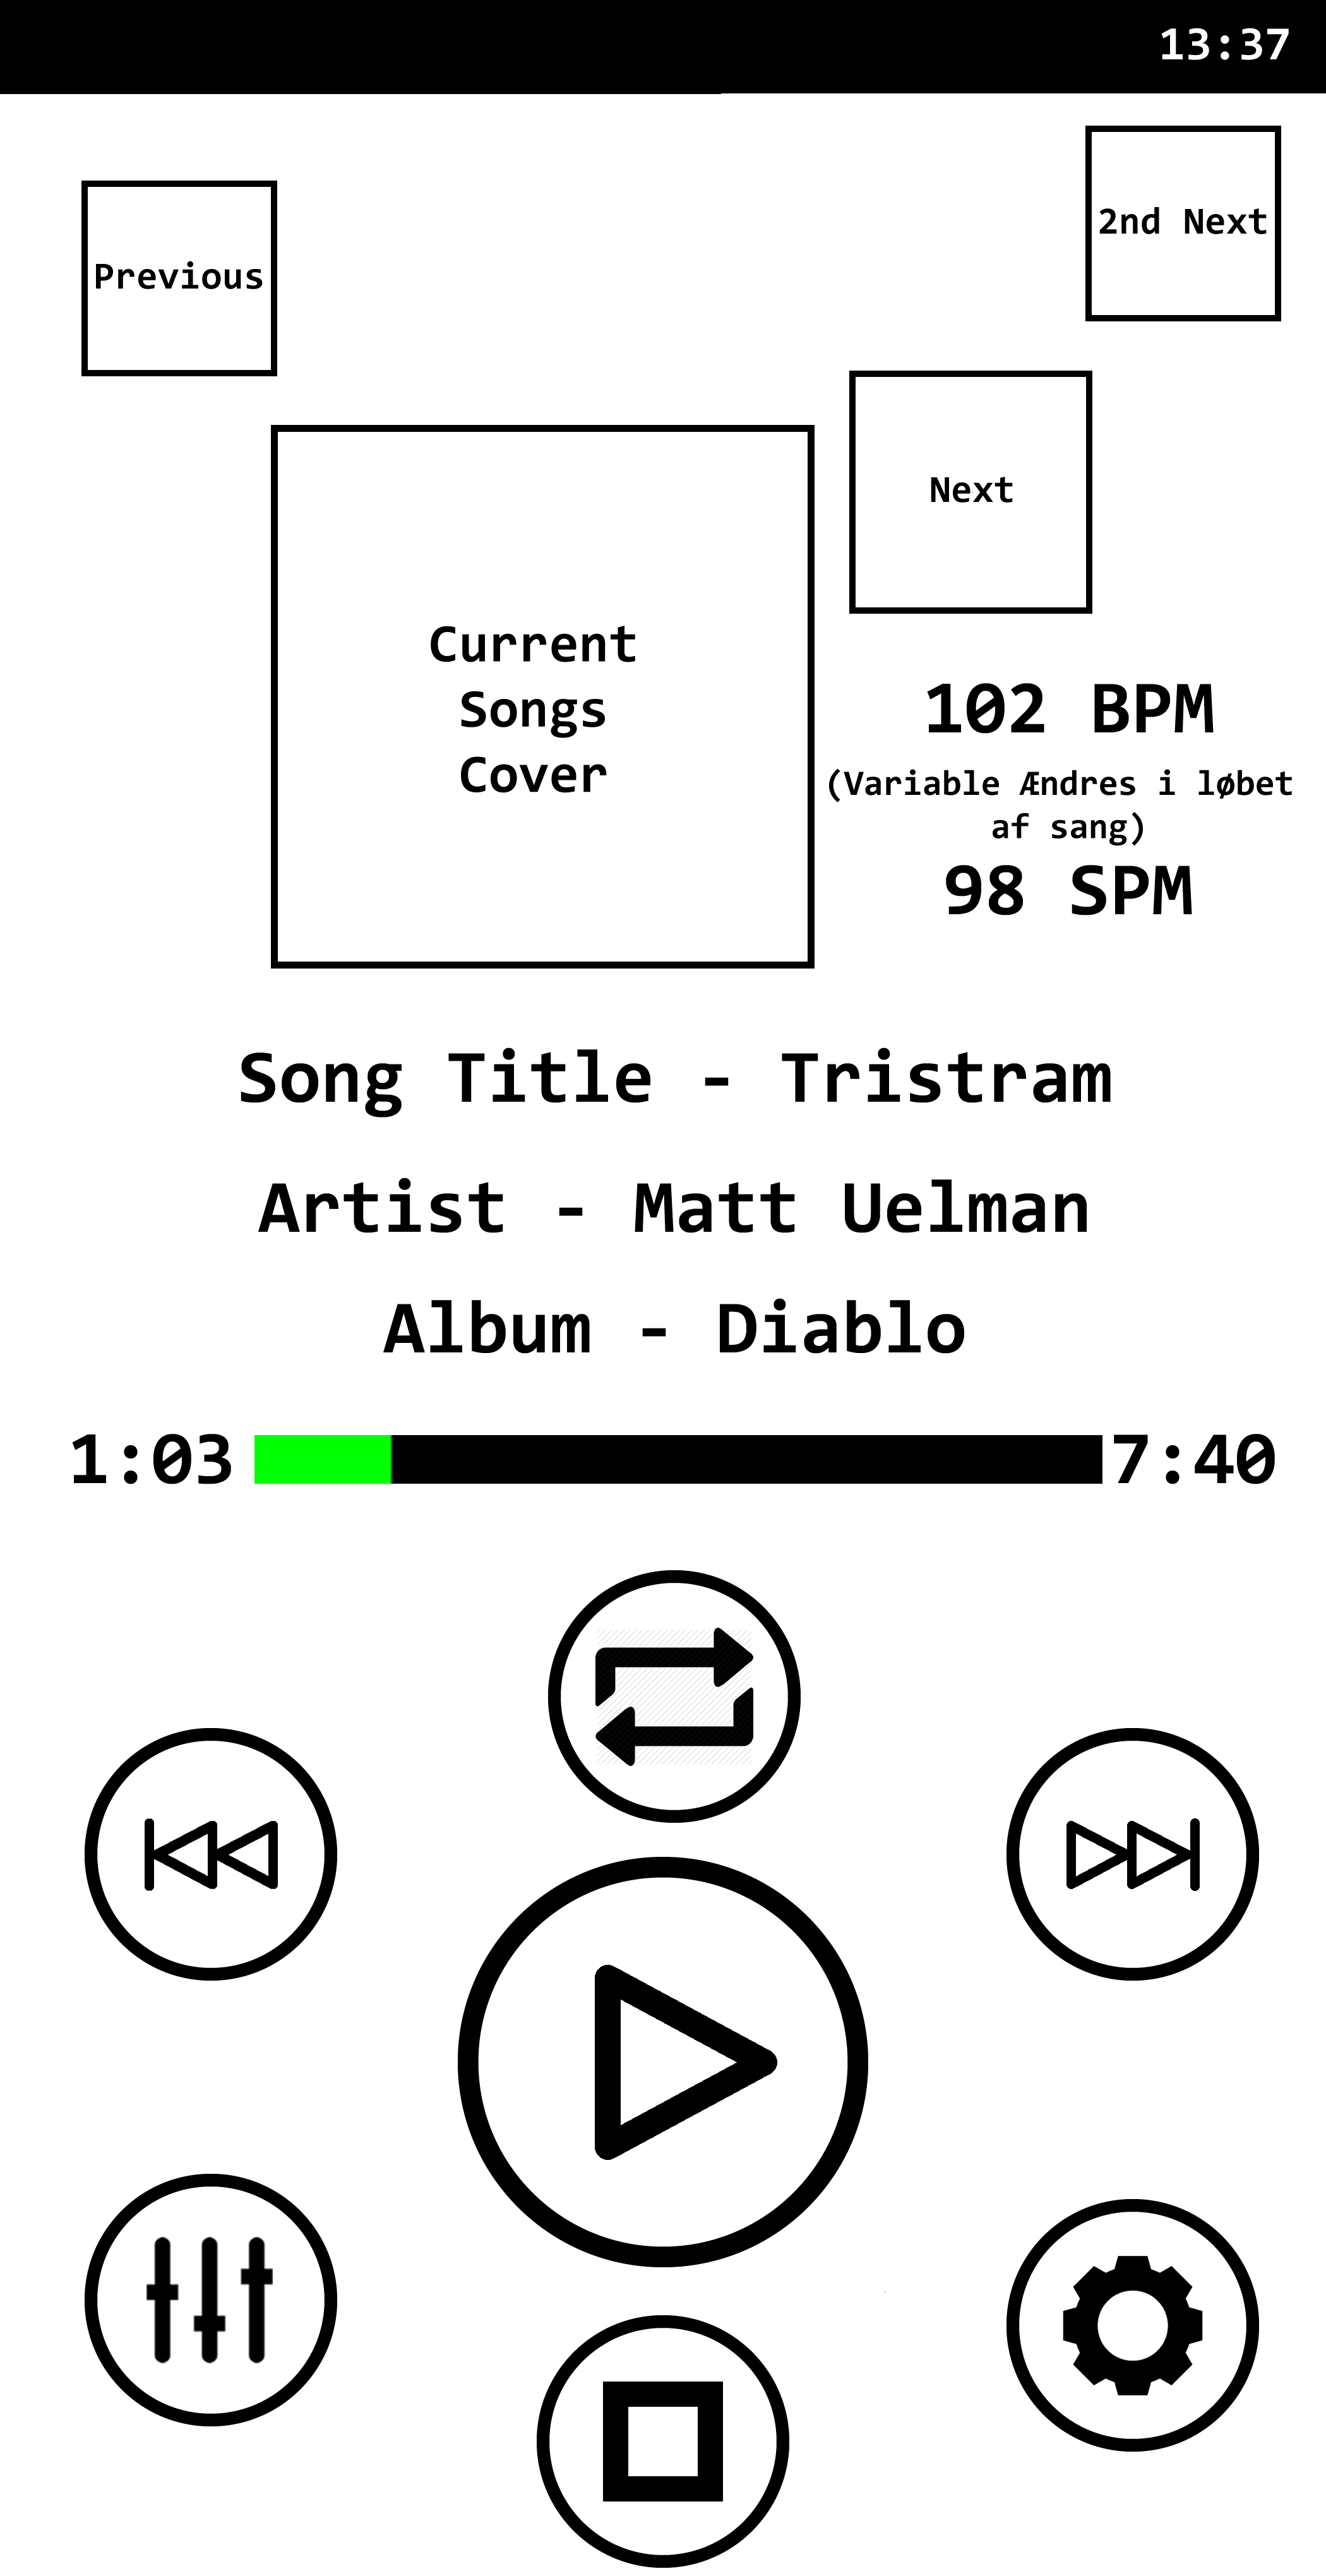 13:37
2nd Next
Previous
Next
Current
Songs
Cover
102 BPM
(Variable Ændres i løbet
af sang)
98 SPM
Song Title - Tristram
Artist - Matt Uelman
Album - Diablo
1:03
7:40